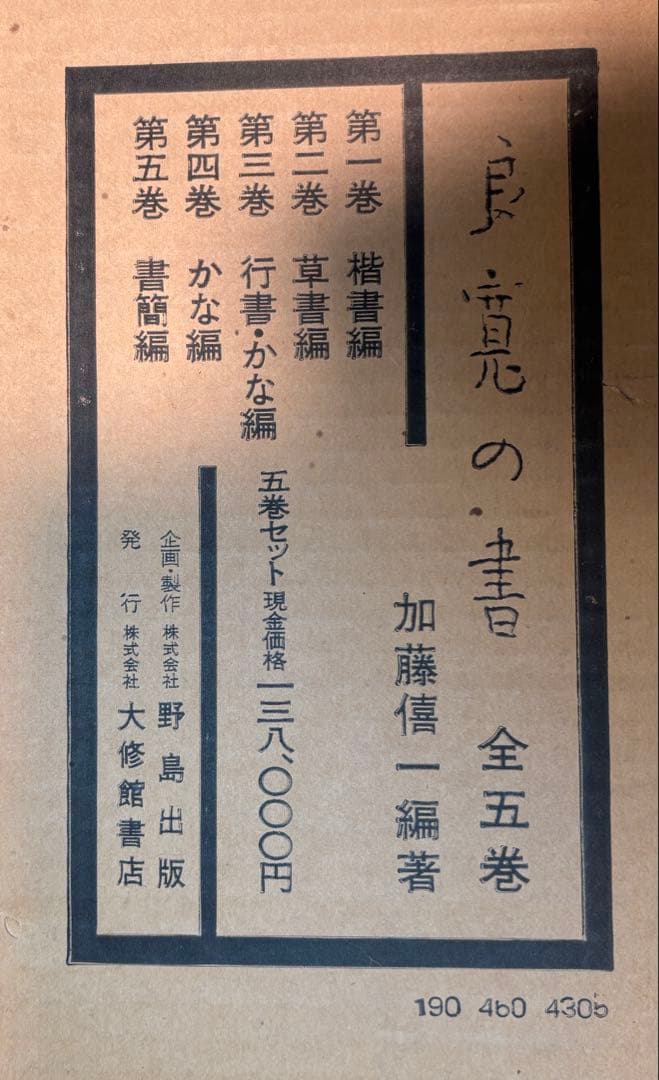 良寛の書 全五巻
加藤僖一編著
第一巻 楷書編
第二巻 草書編
第三巻 行書・かな編
第四巻 かな編
第五巻 書簡編
五巻セット現金価格一三八、〇〇〇円
企画・製作 株式会社 野島出版
発行 株式会社 大修館書店
190 460 4305